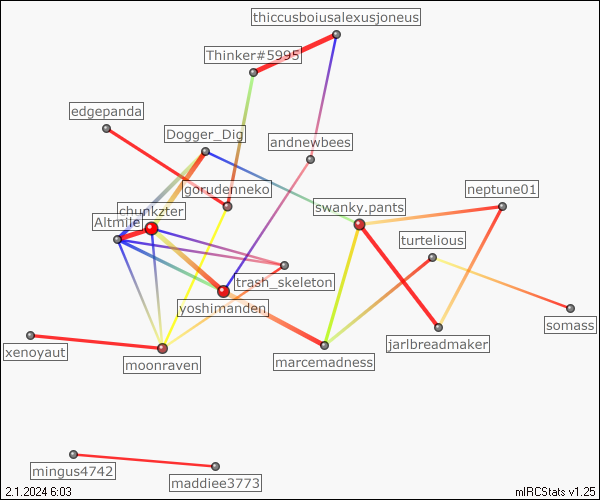 thiccusboiusalexusjoneus
Thinker#5995
edgepanda
Dogger_Dig
andnewbees
gorudenneko
neptune01
swanky.pants
chunkzter
Altmile
turtelious
trash_skeleton
yoshimanden
somass
xenoyaut
jarlbreadmaker
moonraven
marcemadness
mingus4742
maddiee3773
2.1.2024 6:03
mIRCStats v1.25